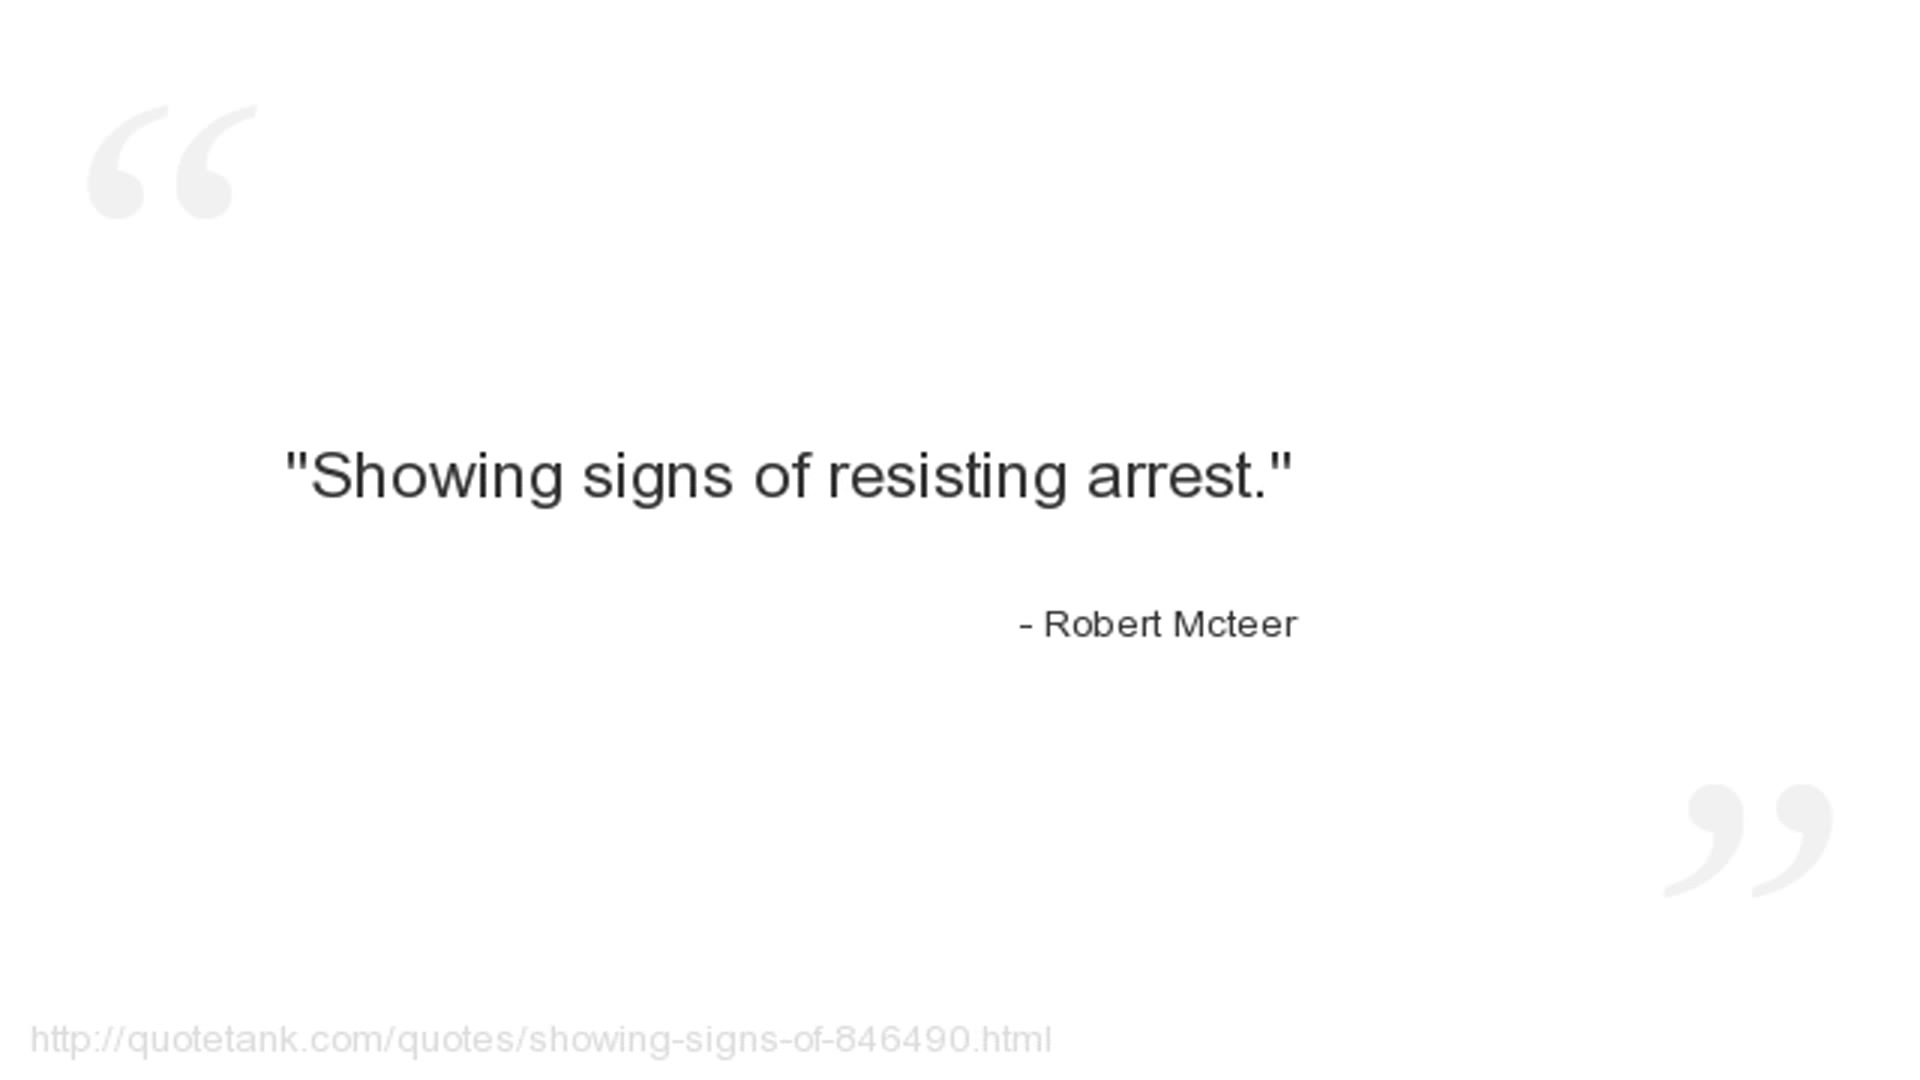 "Showing signs of resisting arrest."
- Robert Mcteer
http://quotetank.com/quotes/showing-signs-of-846490.html